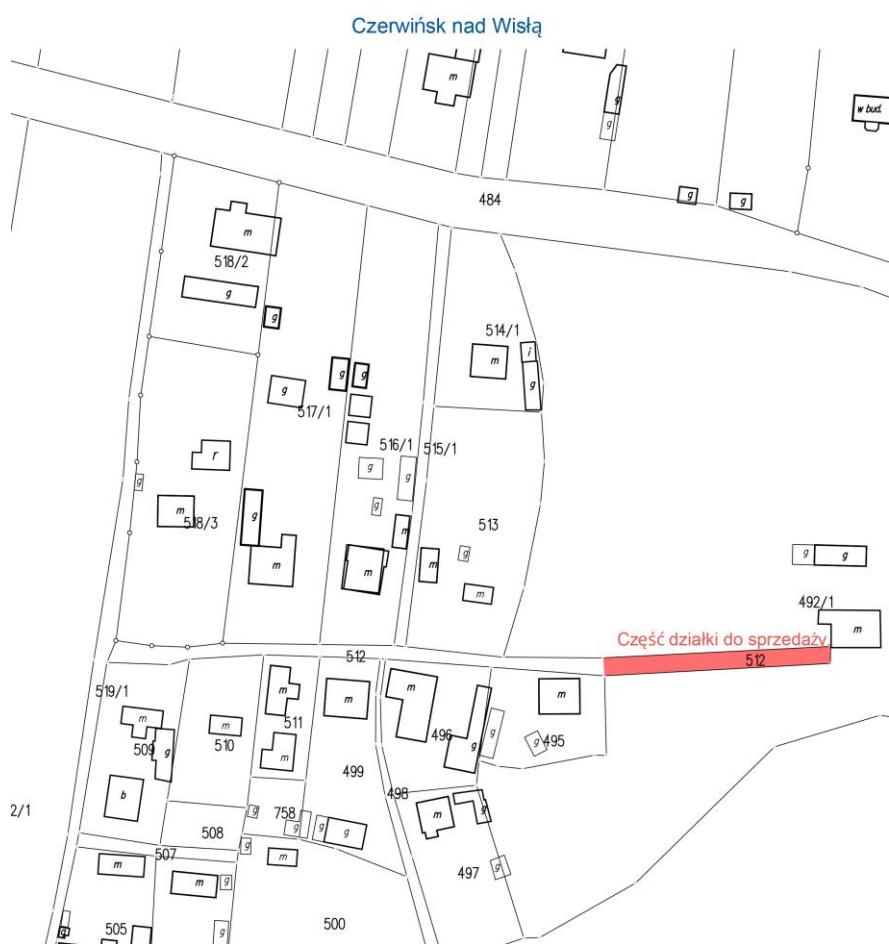 Czerwińsk nad Wisłą
m
g
g
w bud.
g
g
484
m
518/2
g
g
514/1
i
m
g
g
g
g
517/1
516/1
515/1
r
g
g
g
g
m
518/3
g
m
513
g
g
g
m
m
m
m
492/1
m
Część działki do sprzedaży
512
512
519/1
m
m
m
m
m
511
510
509
g
496
g
495
g
m
499
b
498
758
g
g
g
g
m
g
508
g
507
m
m
497
g
m
g
2/1
505
g
500
g